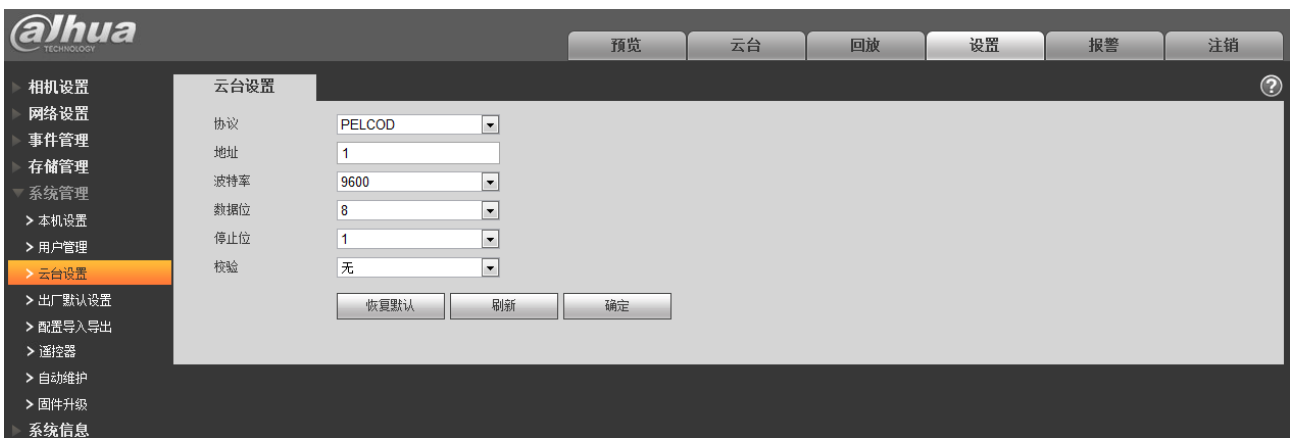 alhua
TECHNOLOGY
预览 云台 回放 设置 报警 注销
相机设置
网络设置
事件管理
存储管理
系统管理
> 本机设置
> 用户管理
> 云台设置
> 出厂默认设置
> 配置导入导出
> 遥控器
> 自动维护
> 固件升级
系统信息
云台设置 ?
协议 PELCOD
地址 1
波特率 9600
数据位 8
停止位 1
校验 无
恢复默认 刷新 确定